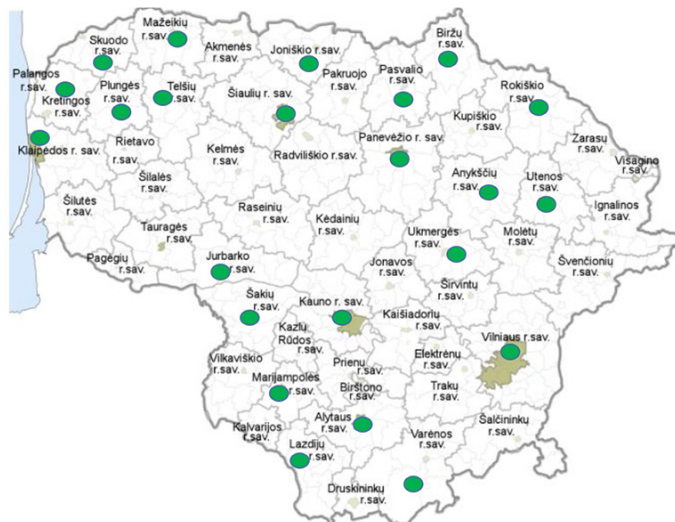 Mažeikių
r.sav.
Skuodo
r.sav.
Akmenės
r.sav.
Joniškio r.sav.
Biržų
r.sav.
Palangos
r.sav.
Kretingos
r.sav.
Plungės
r.sav.
Telšių
r.sav.
Šiaulių r. sav.
Pakruojo
r.sav.
Pasvalio
r.sav.
Rokiškio
r.sav.
Kupiškio
r.sav.
Klaipėdos r. sav.
Rietavo
r.sav.
Kelmės
r.sav.
Radviliškio r.sav.
Panevėžio r. sav.
Zarasų
r.sav.
Visagino
r.sav.
Šilalės
r.sav.
Anykščių
r.sav.
Utenos
r.sav.
Ignalinos
r.sav.
Šilutės
r.sav.
Tauragės
r.sav.
Raseinių
r.sav.
Kėdainių
r.sav.
Ukmergės
r.sav.
Molėtų
r.sav.
Pagėgių
r.sav.
Jurbarko
r.sav.
Jonavos
r.sav.
Švenčionių
r.sav.
Širvintų
r.sav.
Šakių
r.sav.
Kauno r. sav.
Kaišiadorių
r.sav.
Kazlų
Rūdos
r.sav.
Vilniaus r.sav.
Vilkaviškio
r.sav.
Prienų
r.sav.
Elektrėnų
r.sav.
Marijampolės
r.sav.
Birštono
r.sav.
Trakų
r.sav.
Kalvarijos
r.sav.
Alytaus
r.sav.
Šalčininkų
r.sav.
Lazdijų
r.sav.
Varėnos
r.sav.
Druskininkų
r.sav.